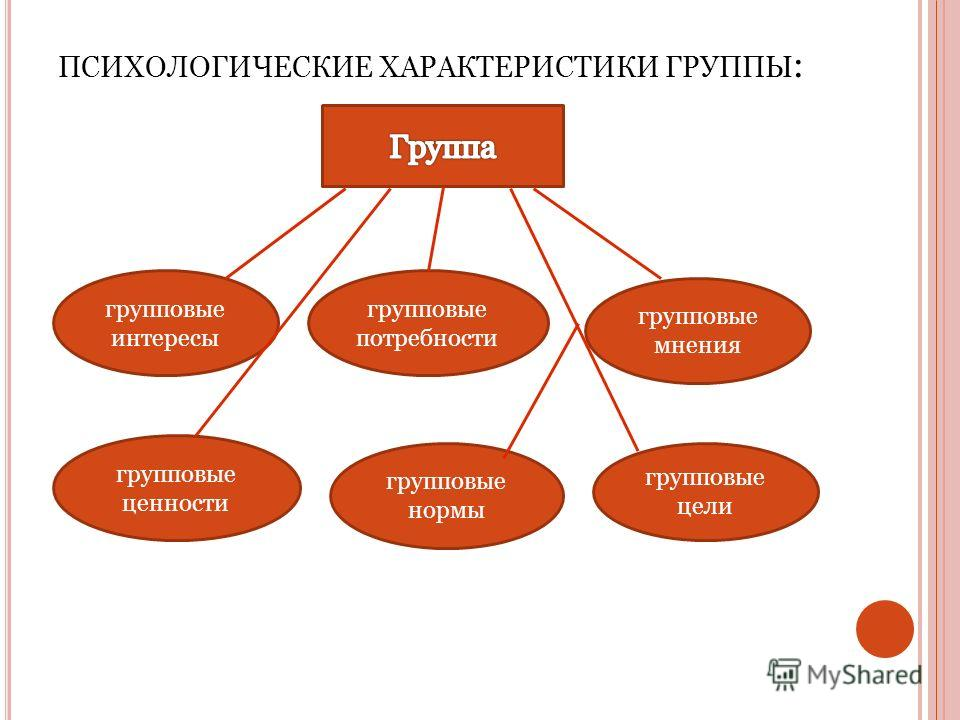 ПСИХОЛОГИЧЕСКИЕ ХАРАКТЕРИСТИКИ ГРУППЫ:
Группа
групповые
интересы
групповые
потребности
групповые
мнения
групповые
ценности
групповые
нормы
групповые
цели
MyShared